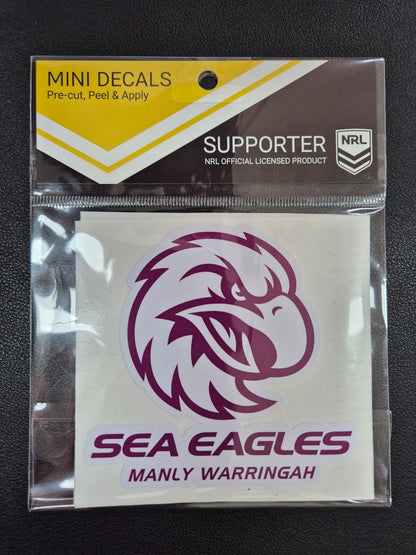 MINI DECALS
Pre-cut, Peel & Apply
SUPPORTER
NRL OFFICIAL LICENSED PRODUCT
NRL
SEA EAGLES
MANLY WARRINGAH